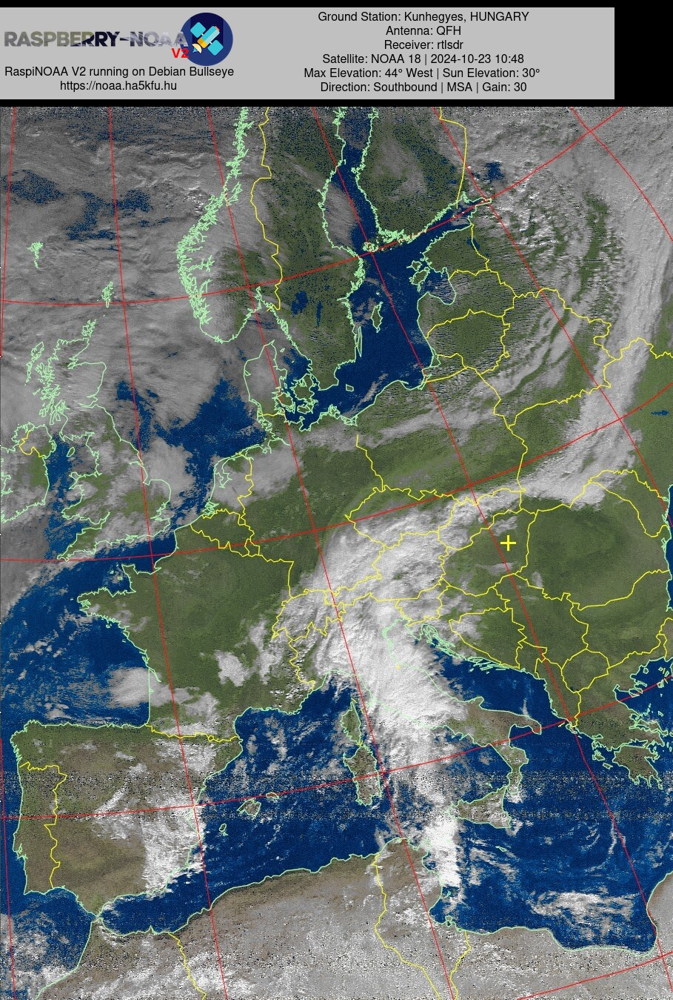 RASPBERRY-NOAA
V2
RaspiNOAA V2 running on Debian Bullseye
https://noaa.ha5kfu.hu
Ground Station: Kunhegyes, HUNGARY
Antenna: QFH
Receiver: rtlsdr
Satellite: NOAA 18 | 2024-10-23 10:48
Max Elevation: 44° West | Sun Elevation: 30°
Direction: Southbound | MSA | Gain: 30